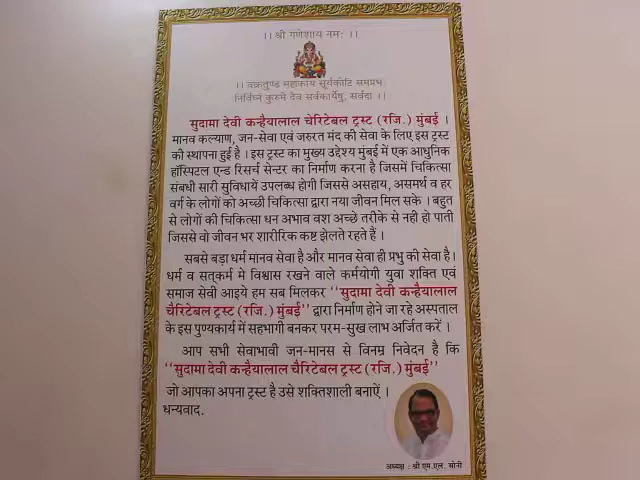 ।। श्री गणेशाय नमः ।।
।। वक्रतुण्ड महाकाय सूर्यकोटि समप्रभ,
निर्विघ्नं कुरुमे देव सर्वकार्येषु, सर्वदा ।।
सुदामा देवी कन्हैयालाल चेरिटेबल ट्रस्ट (रजि.) मुंबई ।
मानव कल्याण, जन-सेवा एवं जरुरत मंद की सेवा के लिए इस ट्रस्ट
की स्थापना हुई है । इस ट्रस्ट का मुख्य उद्देश्य मुंबई में एक आधुनिक
हॉस्पिटल एन्ड रिसर्च सेन्टर का निर्माण करना है जिसमें चिकित्सा
संबंधी सारी सुविधायें उपलब्ध होगी जिससे असहाय, असमर्थ व हर
वर्ग के लोगों को अच्छी चिकित्सा द्वारा नया जीवन मिल सके । बहुत
से लोगों की चिकित्सा धन अभाव वश अच्छे तरीके से नही हो पाती
जिससे वो जीवन भर शारीरिक कष्ट झेलते रहते हैं ।
सबसे बड़ा धर्म मानव सेवा है और मानव सेवा ही प्रभु की सेवा है।
धर्म व सत्कर्म मे विश्वास रखने वाले कर्मयोगी युवा शक्ति एवं
समाज सेवी आइये हम सब मिलकर "सुदामा देवी कन्हैयालाल
चैरिटेबल ट्रस्ट (रजि.) मुंबई" द्वारा निर्माण होने जा रहे अस्पताल
के इस पुण्यकार्य में सहभागी बनकर परम-सुख लाभ अर्जित करें ।
आप सभी सेवाभावी जन-मानस से विनम्र निवेदन है कि
"सुदामा देवी कन्हैयालाल चैरिटेबल ट्रस्ट (रजि.) मुंबई"
जो आपका अपना ट्रस्ट है उसे शक्तिशाली बनाऐं ।
धन्यवाद.
अध्यक्ष : श्री एम.एल. सोनी